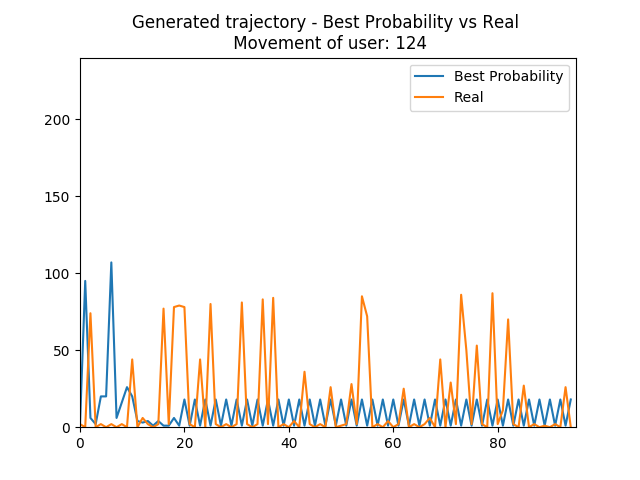 Generated trajectory - Best Probability vs Real
Movement of user: 124
Best Probability
Real
200
150
100
50
0
0 20 40 60 80